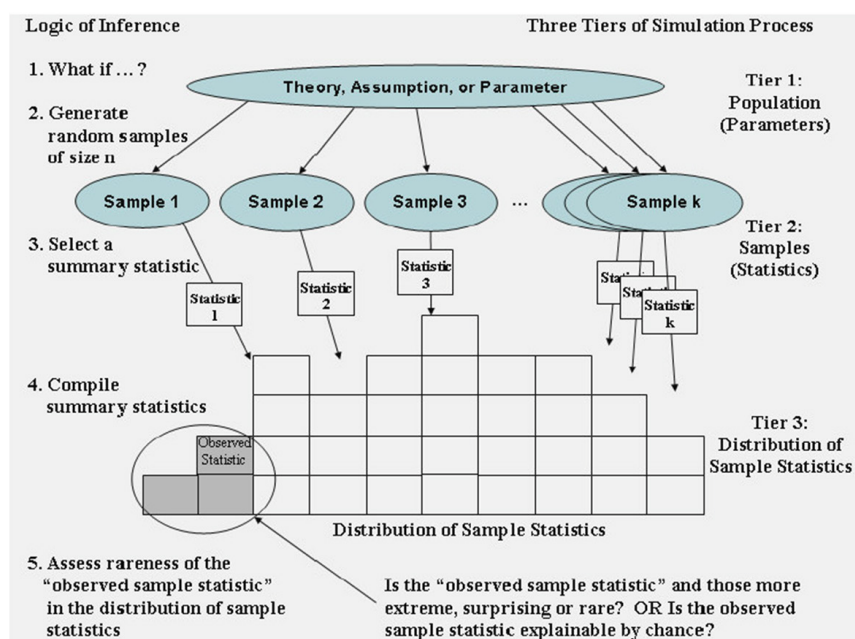 Logic of Inference
Three Tiers of Simulation Process
1. What if … ?
Theory, Assumption, or Parameter
Tier 1:
Population
(Parameters)
2. Generate
random samples
of size n
Sample 1
Sample 2
Sample 3
...
Sample k
Tier 2:
Samples
(Statistics)
3. Select a
summary statistic
Statistic
1
Statistic
2
Statistic
3
Statistic
k
4. Compile
summary statistics
Observed
Statistic
Tier 3:
Distribution of
Sample Statistics
Distribution of Sample Statistics
5. Assess rareness of the
“observed sample statistic”
in the distribution of sample
statistics
Is the “observed sample statistic” and those more
extreme, surprising or rare? OR Is the observed
sample statistic explainable by chance?